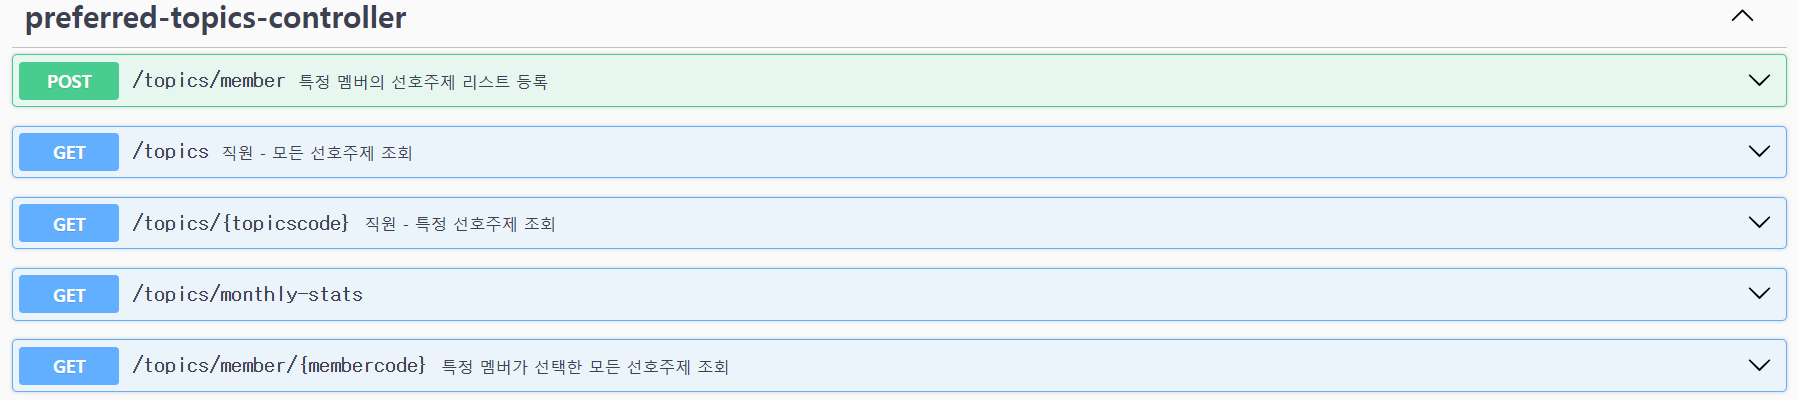 preferred-topics-controller
POST /topics/member 특정 멤버의 선호주제 리스트 등록
GET /topics 직원 - 모든 선호주제 조회
GET /topics/{topicscode} 직원 - 특정 선호주제 조회
GET /topics/monthly-stats
GET /topics/member/{membercode} 특정 멤버가 선택한 모든 선호주제 조회